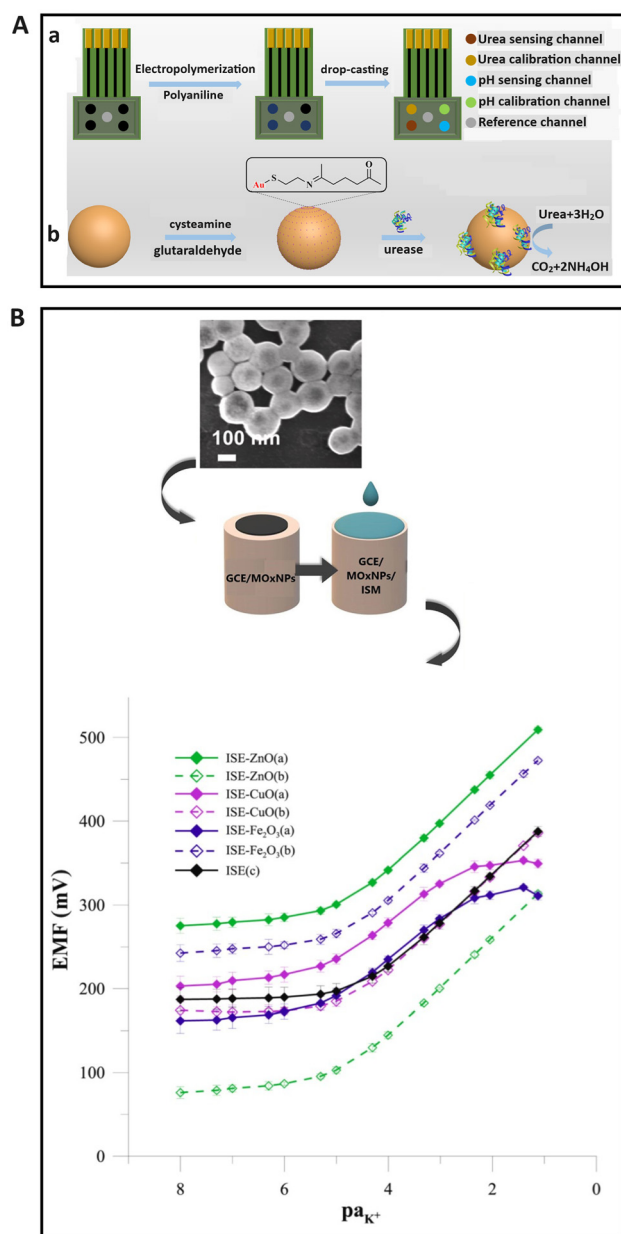 A
a
Electropolymerization
Polyaniline
drop-casting
Urea sensing channel
Urea calibration channel
pH sensing channel
pH calibration channel
Reference channel
Au
S
N
O
b
cysteamine
glutaraldehyde
urease
Urea+3H₂O
CO₂+2NH₄OH
B
100 nm
GCE/MOxNPs
GCE/
MOxNPs/
ISM
ISE-ZnO(a)
ISE-ZnO(b)
ISE-CuO(a)
ISE-CuO(b)
ISE-Fe₂O₃(a)
ISE-Fe₂O₃(b)
ISE(c)
EMF (mV)
500
400
300
200
100
0
8
6
4
2
0
pa_K⁺